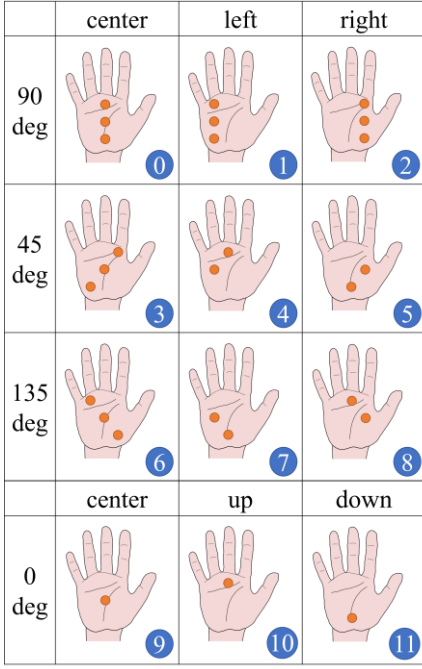 center left right
90 deg
0 1 2
45 deg
3 4 5
135 deg
6 7 8
center up down
0 deg
9 10 11